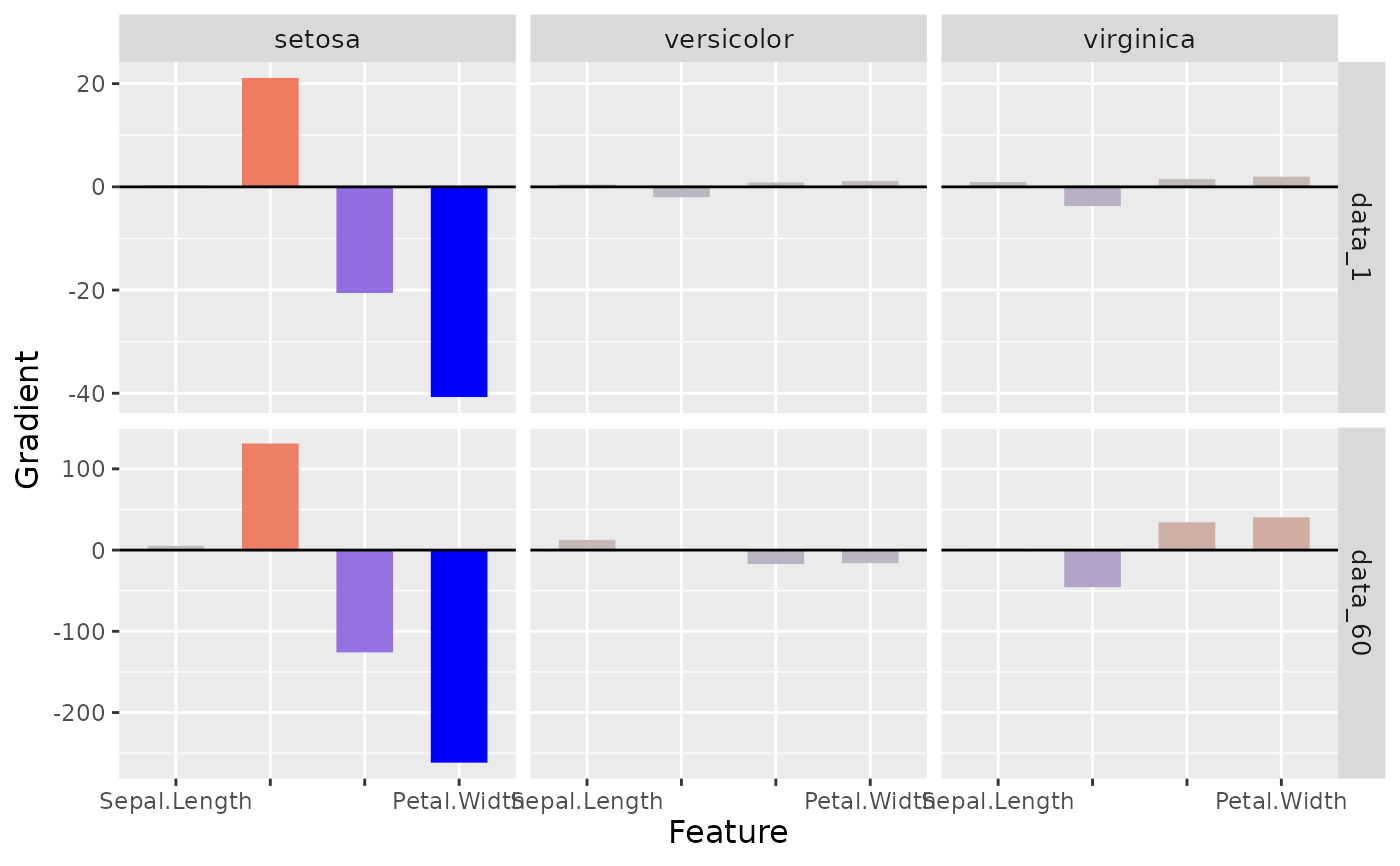 setosa versicolor virginica
20
0
-20
-40
data_1
Gradient
100
0
-100
-200
data_60
Sepal.Length Petal.Width Sepal.Length Petal.Width Sepal.Length Petal.Width
Feature